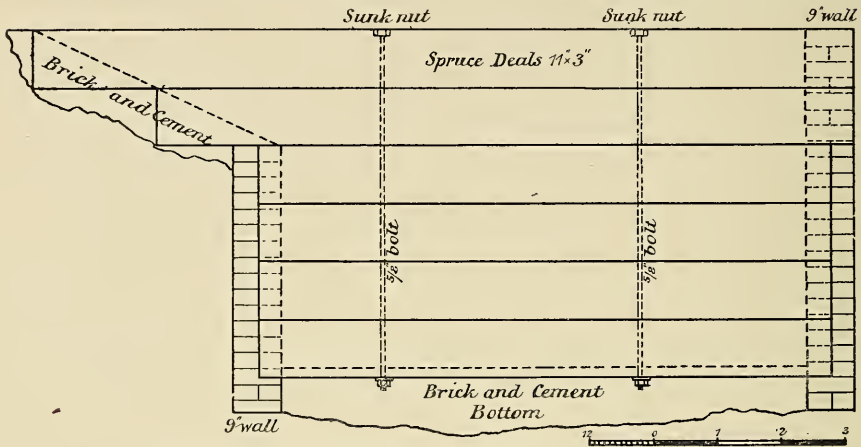 Sunk nut
Sunk nut
9" wall
Spruce Deals 11" × 3"
Brick and Cement
5/8" bolt
5/8" bolt
Brick and Cement
Bottom
9" wall
12 0 1 2 3